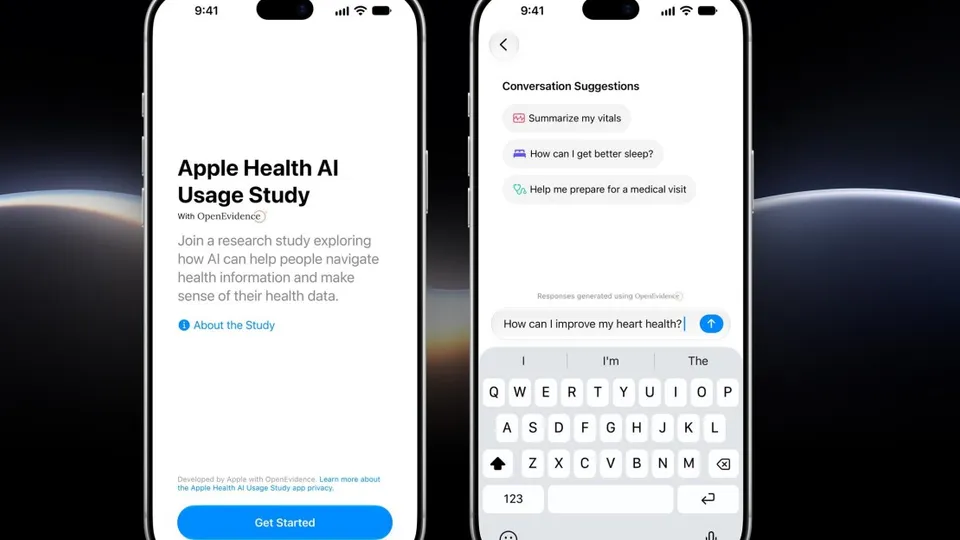 9:41
Apple Health AI
Usage Study
With OpenEvidence
Join a research study exploring
how AI can help people navigate
health information and make
sense of their health data.
About the Study
Developed by Apple with OpenEvidence. Learn more about
the Apple Health AI Usage Study app privacy.
Get Started
9:41
Conversation Suggestions
Summarize my vitals
How can I get better sleep?
Help me prepare for a medical visit
Responses generated using OpenEvidence
How can I improve my heart health?
I I'm The
Q W E R T Y U I O P
A S D F G H J K L
Z X C V B N M
123